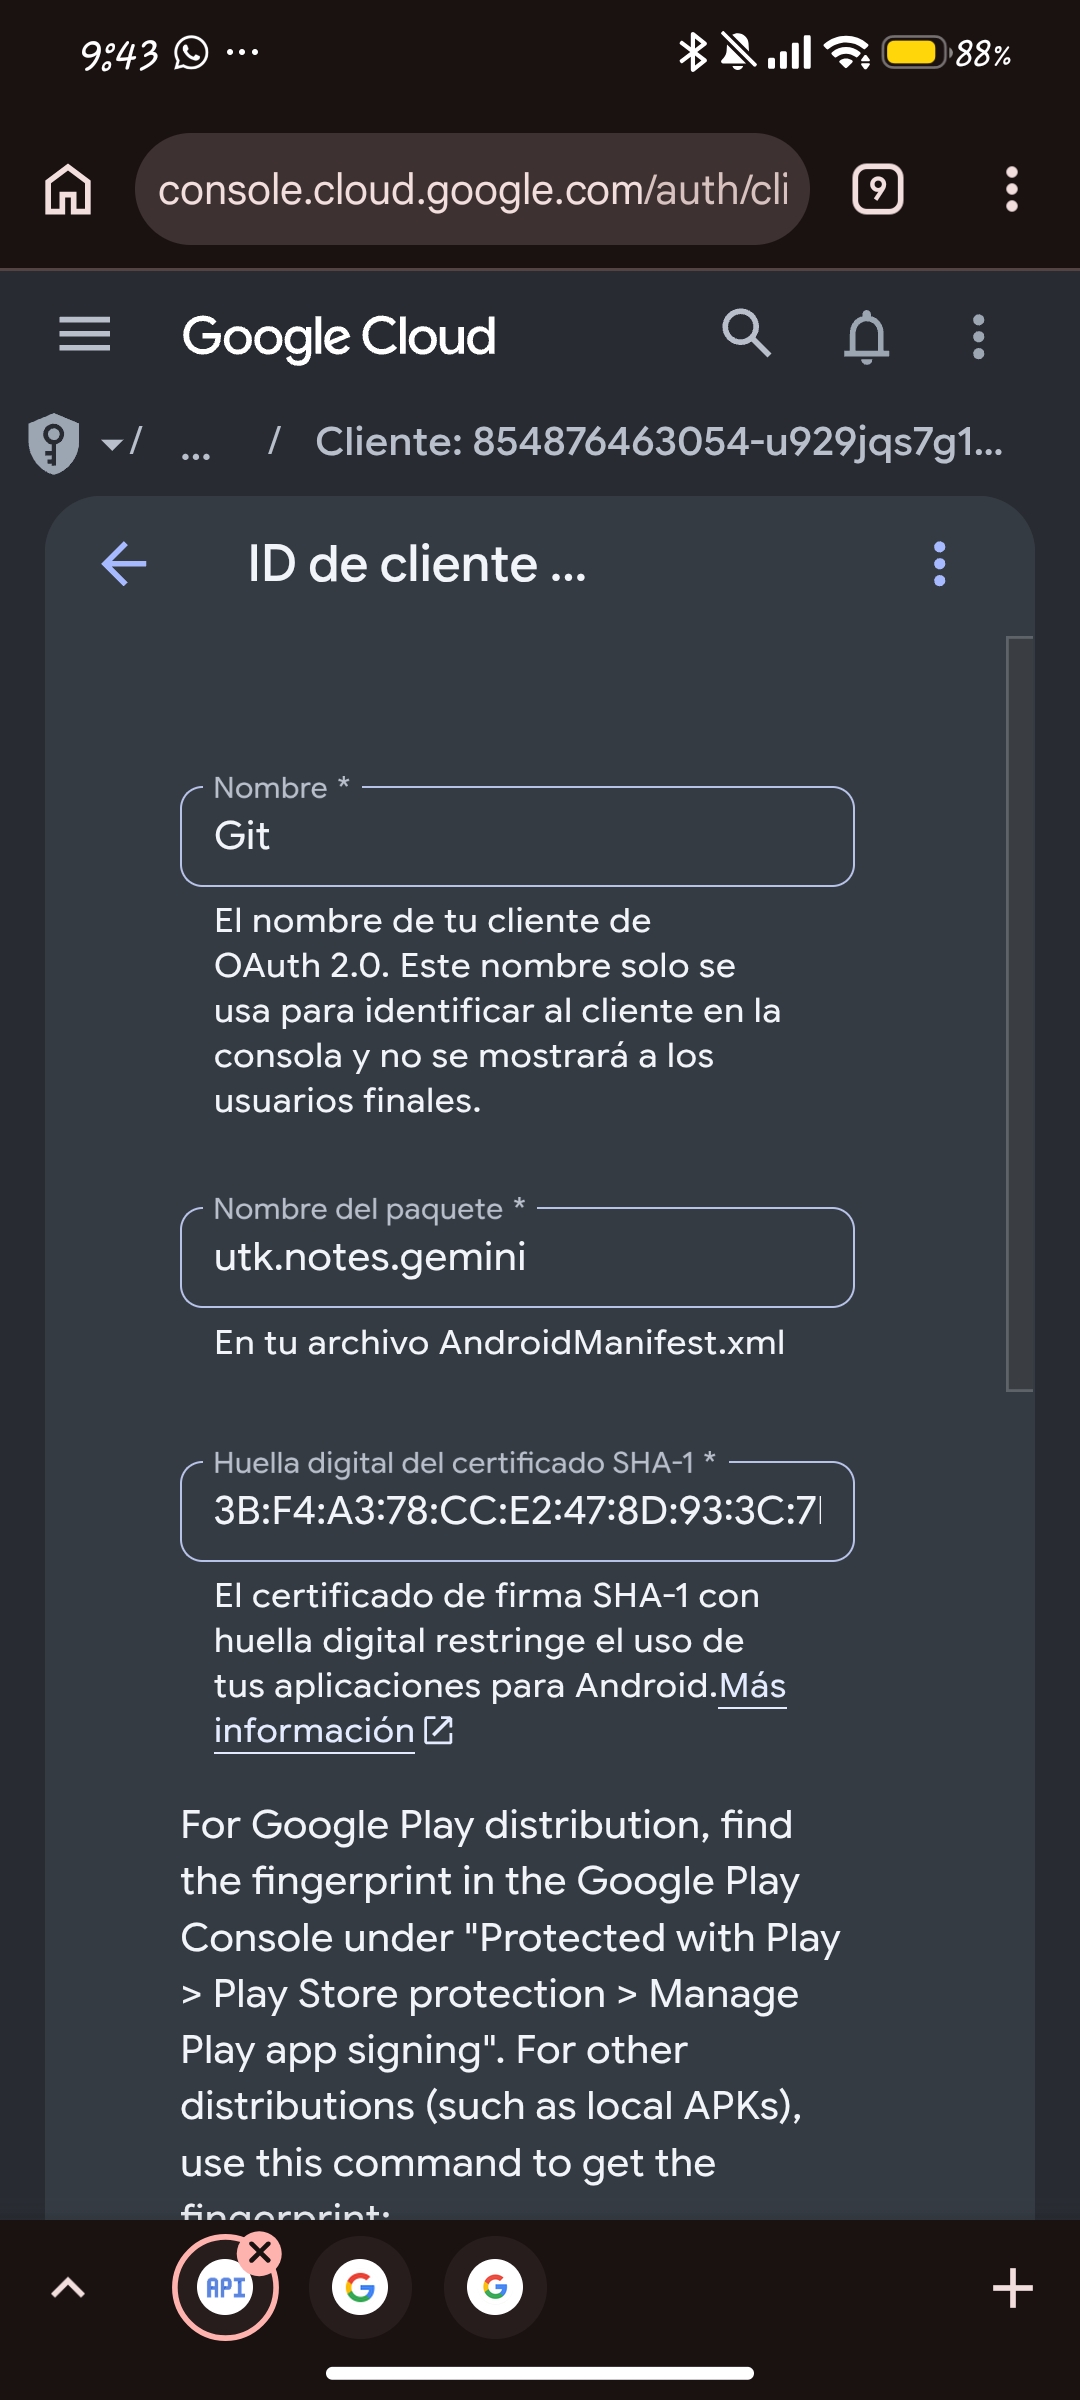 9:43 ... 88%
console.cloud.google.com/auth/cli
9
Google Cloud
/ ... / Cliente: 854876463054-u929jqs7g1...
ID de cliente ...
Nombre *
Git
El nombre de tu cliente de
OAuth 2.0. Este nombre solo se
usa para identificar al cliente en la
consola y no se mostrará a los
usuarios finales.
Nombre del paquete *
utk.notes.gemini
En tu archivo AndroidManifest.xml
Huella digital del certificado SHA-1 *
3B:F4:A3:78:CC:E2:47:8D:93:3C:7
El certificado de firma SHA-1 con
huella digital restringe el uso de
tus aplicaciones para Android.Más
información
For Google Play distribution, find
the fingerprint in the Google Play
Console under "Protected with Play
> Play Store protection > Manage
Play app signing". For other
distributions (such as local APKs),
use this command to get the
fingerprint:
API